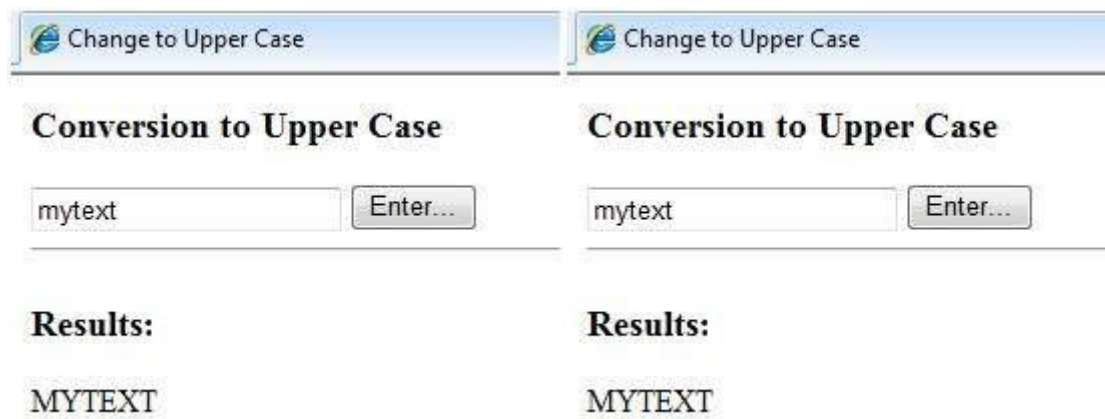 Change to Upper Case
Conversion to Upper Case
mytext Enter...
Results:
MYTEXT
Change to Upper Case
Conversion to Upper Case
mytext Enter...
Results:
MYTEXT